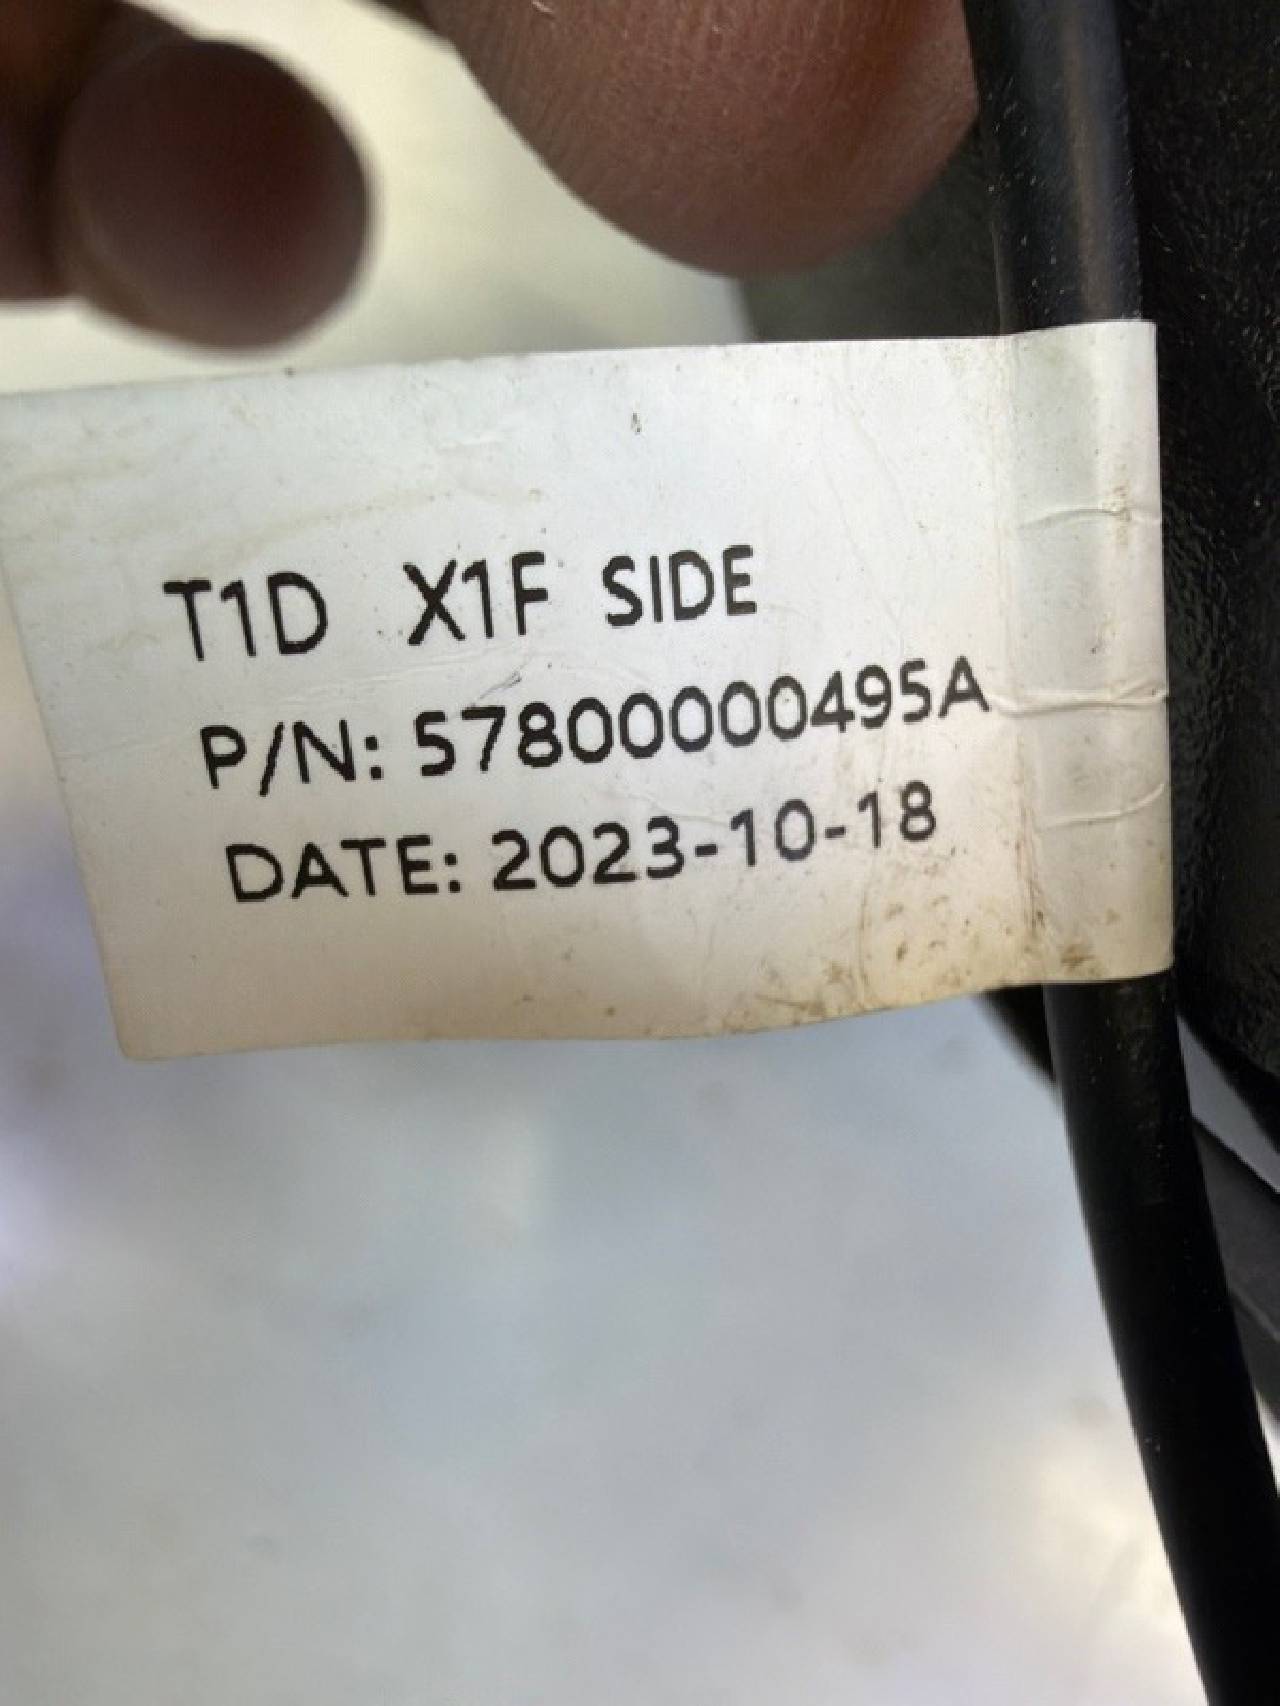 T1D X1F SIDE
P/N: 57800000495A
DATE: 2023-10-18